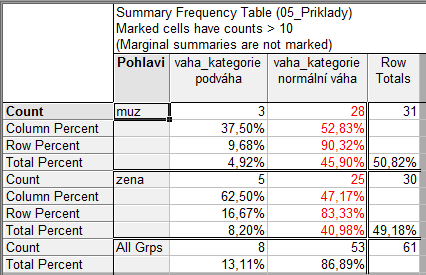 Summary Frequency Table (05_Priklady)
Marked cells have counts > 10
(Marginal summaries are not marked)
Pohlavi vaha_kategorie podváha vaha_kategorie normální váha Row Totals
Count muz 3 28 31
Column Percent 37,50% 52,83%
Row Percent 9,68% 90,32%
Total Percent 4,92% 45,90% 50,82%
Count zena 5 25 30
Column Percent 62,50% 47,17%
Row Percent 16,67% 83,33%
Total Percent 8,20% 40,98% 49,18%
Count All Grps 8 53 61
Total Percent 13,11% 86,89%